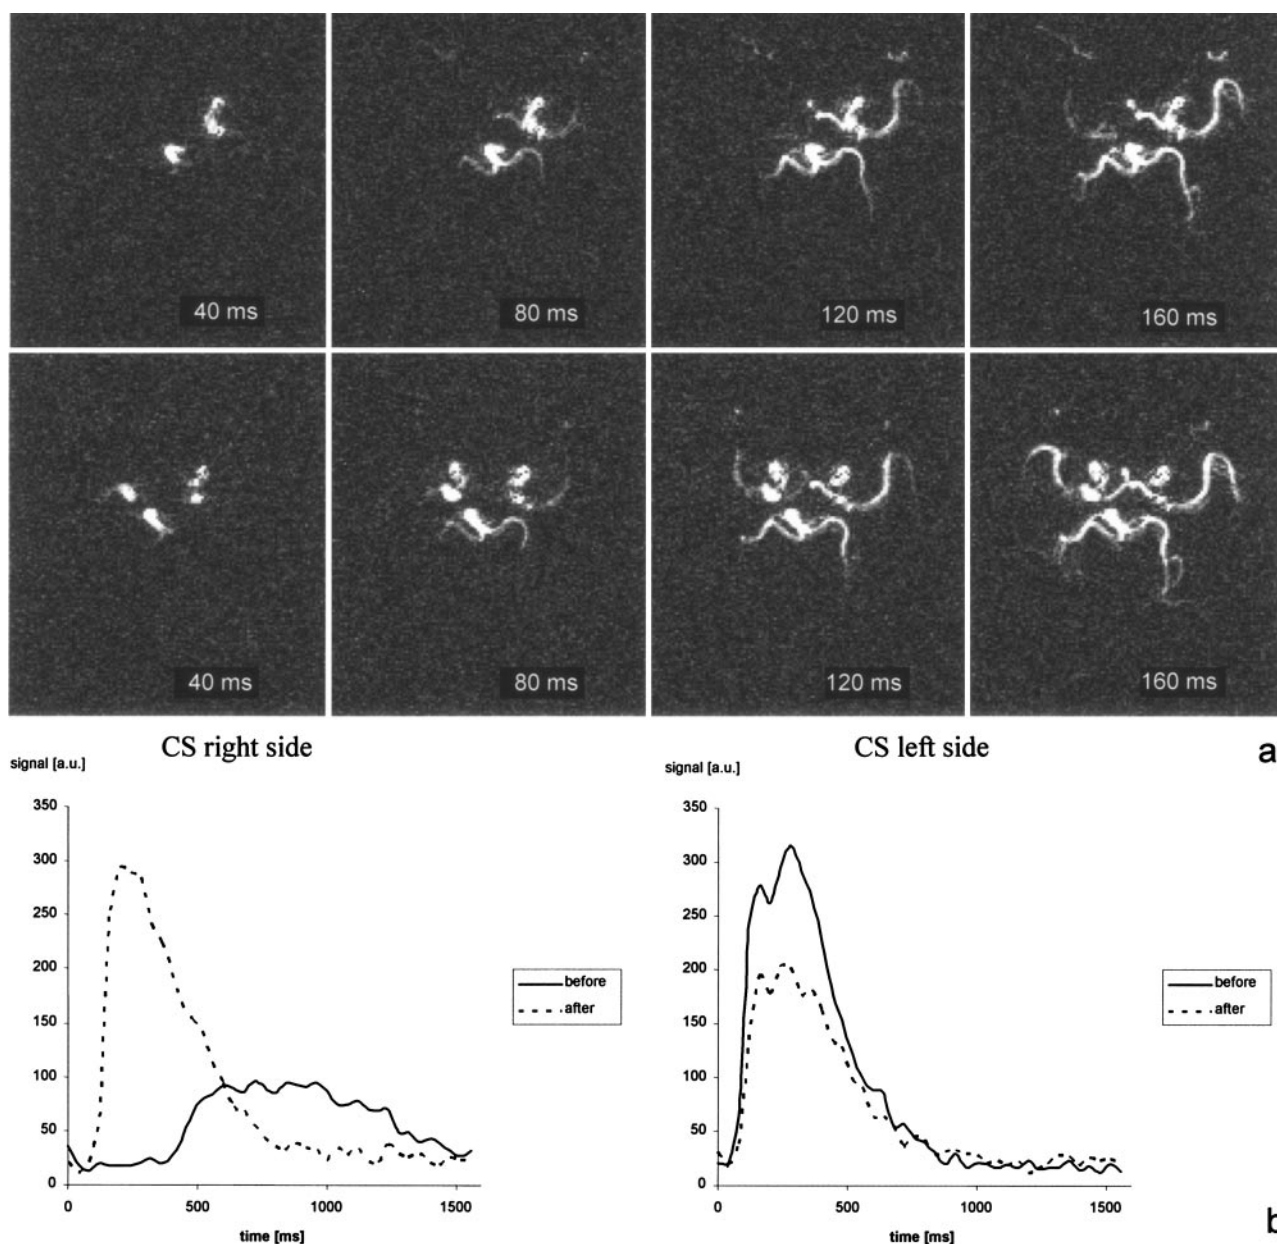 40 ms 80 ms 120 ms 160 ms
40 ms 80 ms 120 ms 160 ms
CS right side CS left side a
signal [a.u.] signal [a.u.]
350 350
300 300
250 250
200 200
before before
after after
150 150
100 100
50 50
0 0
0 500 1000 1500 0 500 1000 1500
time [ms] time [ms]
b